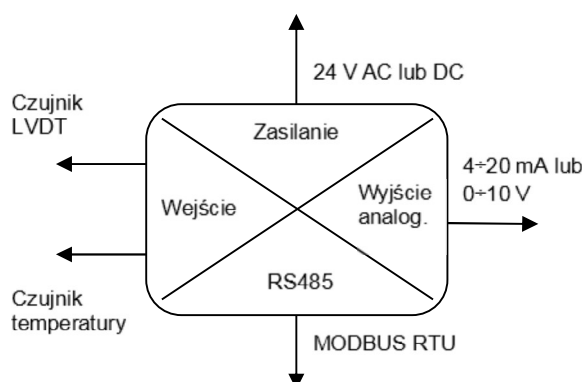 24 V AC lub DC
Czujnik
LVDT
Zasilanie
4÷20 mA lub
0÷10 V
Wejście
Wyjście
analog.
RS485
Czujnik
temperatury
MODBUS RTU